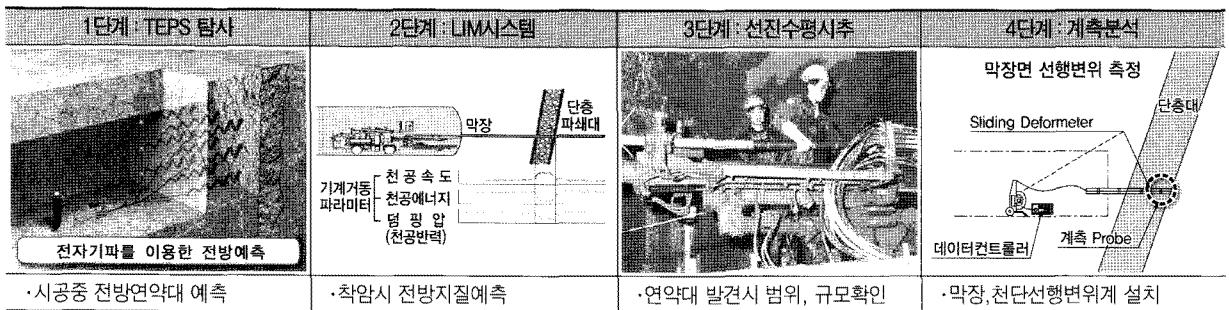 1단계 : TEPS 탐사
전자기파를 이용한 전방예측
·시공중 전방연약대 예측
2단계 : LIM시스템
막장
단층
파쇄대
기계거동
파라미터
천공속도
천공에너지
덤핑압
(천공반력)
·착암시 전방지질예측
3단계 : 선진수평시추
·연약대 발견시 범위, 규모확인
4단계 : 계측분석
막장면 선행변위 측정
단층대
Sliding Deformeter
데이터컨트롤러
계측 Probe
·막장,천단선행변위계 설치